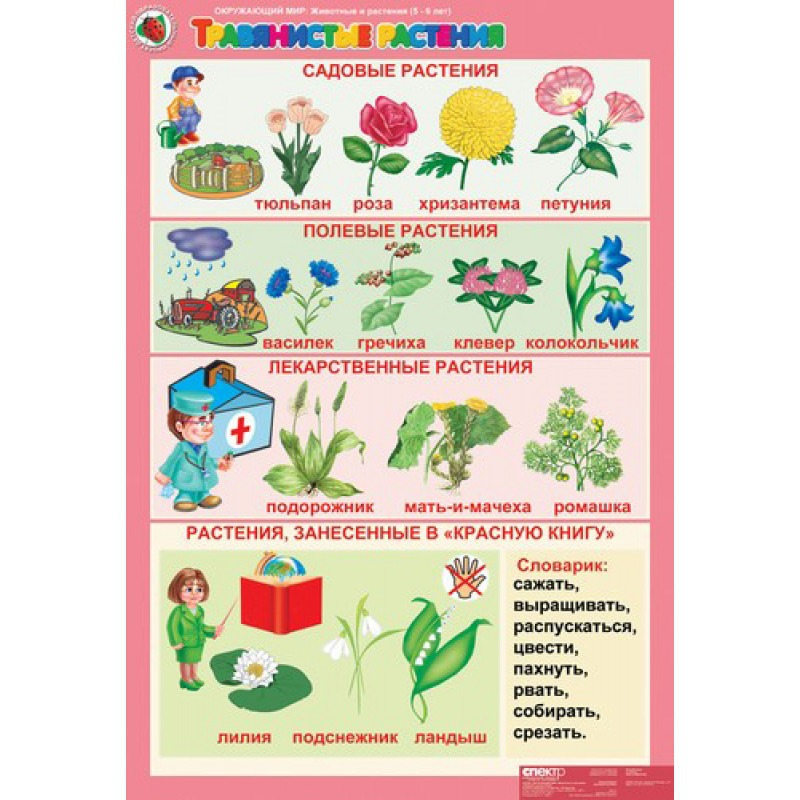 ОКРУЖАЮЩИЙ МИР: Животные и растения (5 - 6 лет)
ТРАВЯНИСТЫЕ РАСТЕНИЯ
САДОВЫЕ РАСТЕНИЯ
тюльпан роза хризантема петуния
ПОЛЕВЫЕ РАСТЕНИЯ
василек гречиха клевер колокольчик
ЛЕКАРСТВЕННЫЕ РАСТЕНИЯ
подорожник мать-и-мачеха ромашка
РАСТЕНИЯ, ЗАНЕСЕННЫЕ В «КРАСНУЮ КНИГУ»
лилия подснежник ландыш
Словарик:
сажать,
выращивать,
распускаться,
цвести,
пахнуть,
рвать,
собирать,
срезать.
спектр